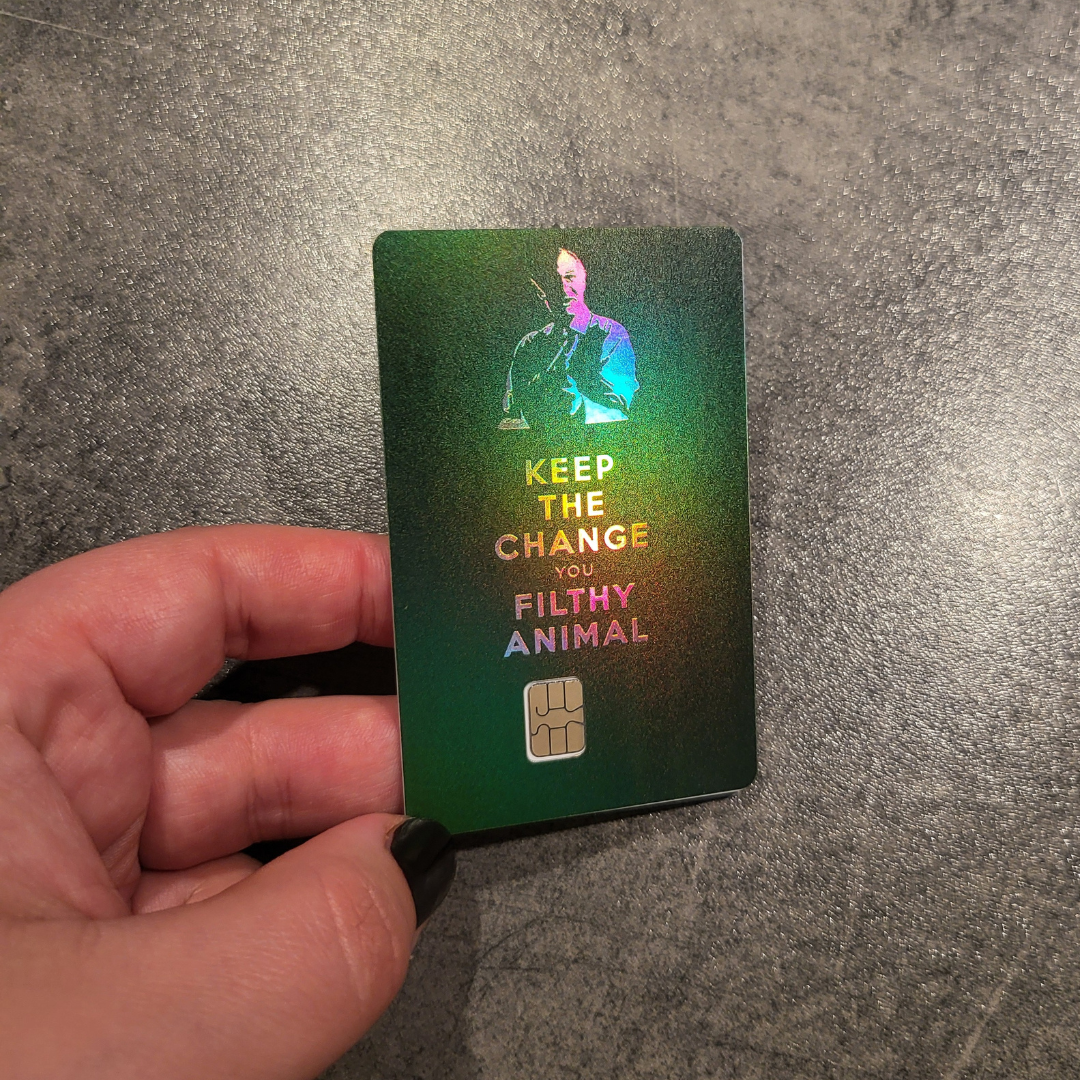 KEEP
THE
CHANGE
YOU
FILTHY
ANIMAL